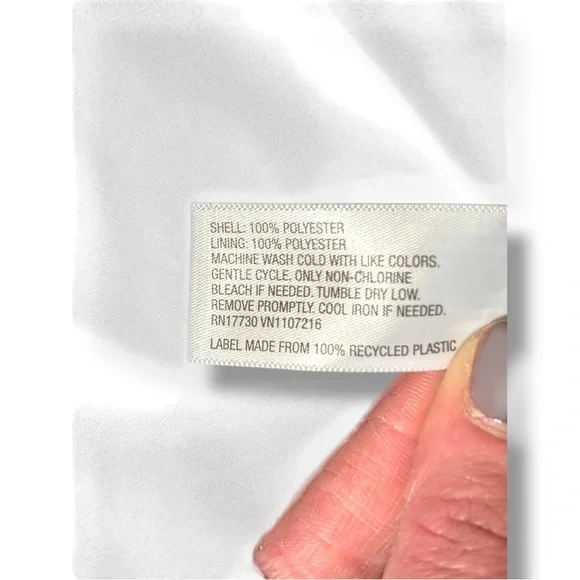 SHELL: 100% POLYESTER
LINING: 100% POLYESTER
MACHINE WASH COLD WITH LIKE COLORS.
GENTLE CYCLE. ONLY NON-CHLORINE
BLEACH IF NEEDED. TUMBLE DRY LOW.
REMOVE PROMPTLY. COOL IRON IF NEEDED.
RN17730 VN1107216
LABEL MADE FROM 100% RECYCLED PLASTIC